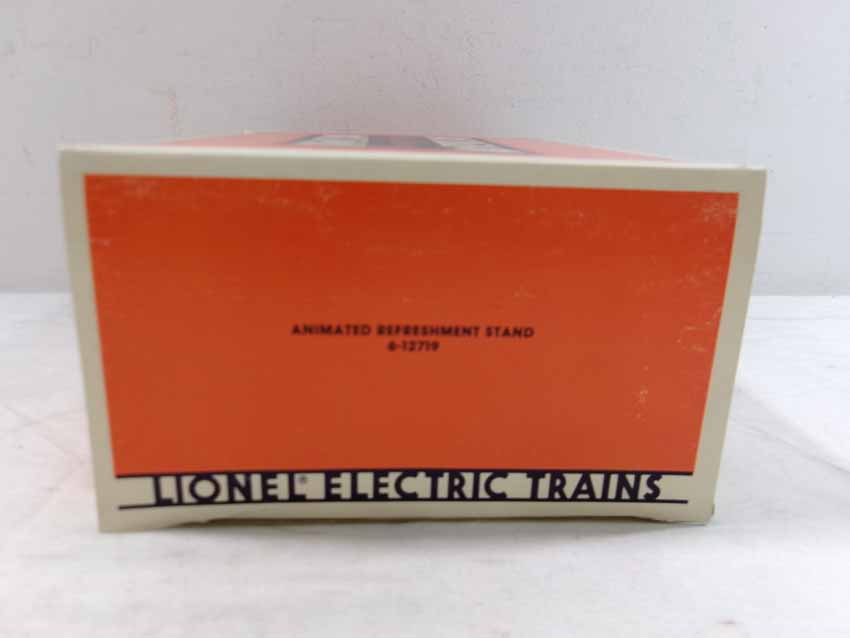 ANIMATED REFRESHMENT STAND
6-12719
LIONEL® ELECTRIC TRAINS